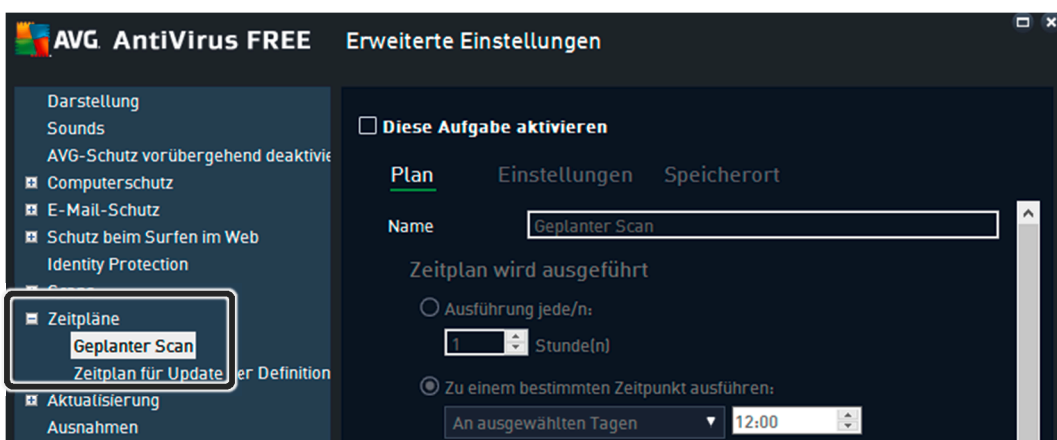 AVG AntiVirus FREE Erweiterte Einstellungen
Darstellung
Sounds
AVG-Schutz vorübergehend deaktivie
Computerschutz
E-Mail-Schutz
Schutz beim Surfen im Web
Identity Protection
Zeitpläne
Geplanter Scan
Zeitplan für Update der Definition
Aktualisierung
Ausnahmen
Diese Aufgabe aktivieren
Plan Einstellungen Speicherort
Name Geplanter Scan
Zeitplan wird ausgeführt
Ausführung jede/n:
1 Stunde(n)
Zu einem bestimmten Zeitpunkt ausführen:
An ausgewählten Tagen 12:00